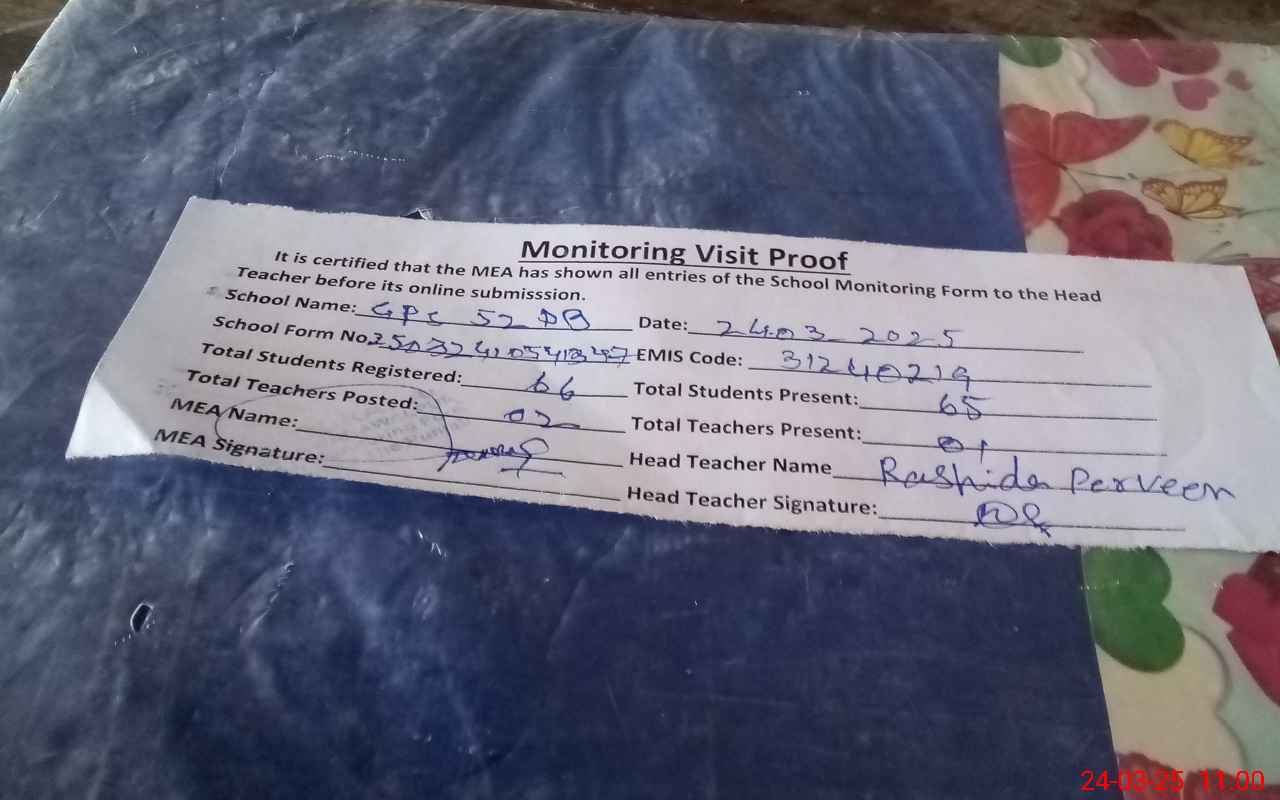 Monitoring Visit Proof
It is certified that the MEA has shown all entries of the School Monitoring Form to the Head
Teacher before its online submisssion.
School Name: GPS 52 DB Date: 24.03_2025
School Form No. EMIS Code: 31240219
Total Students Registered: 66 Total Students Present: 65
Total Teachers Posted: 02 Total Teachers Present: 01
MEA Name: Head Teacher Name Rashida Perveen
MEA Signature: Head Teacher Signature:
24-03-25 11:00